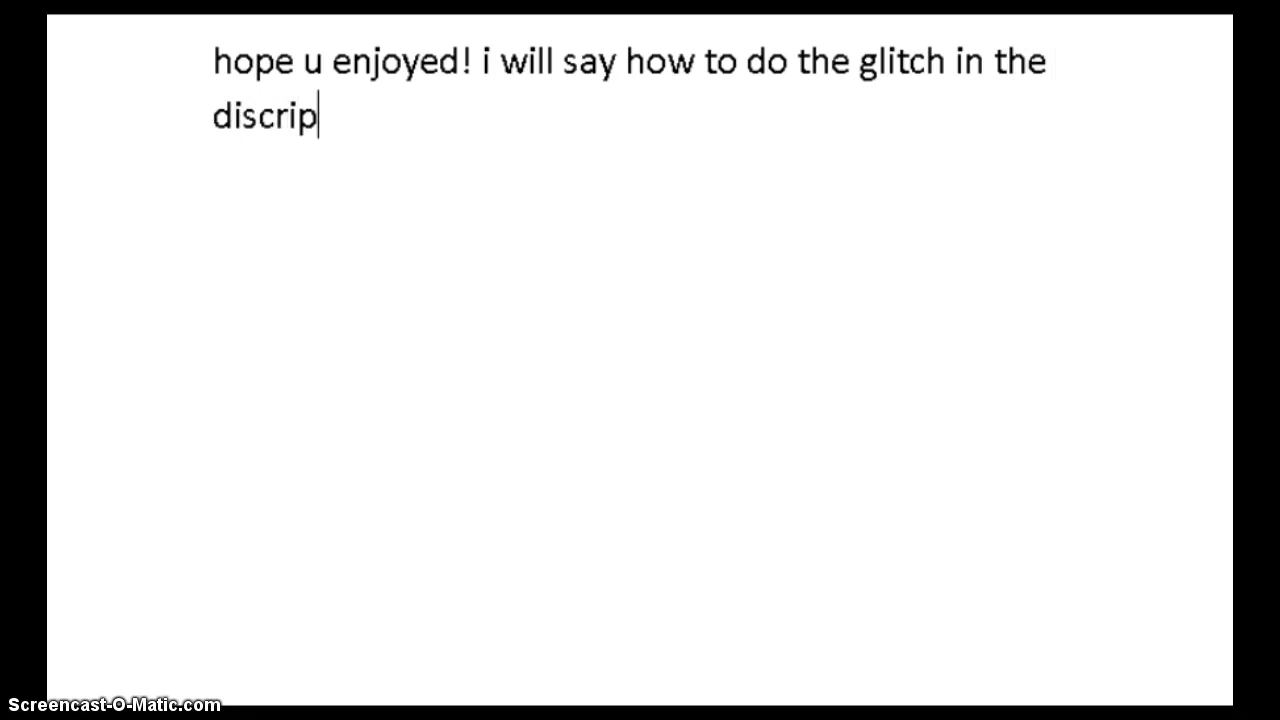 hope u enjoyed! i will say how to do the glitch in the
discrip
Screencast-O-Matic.com